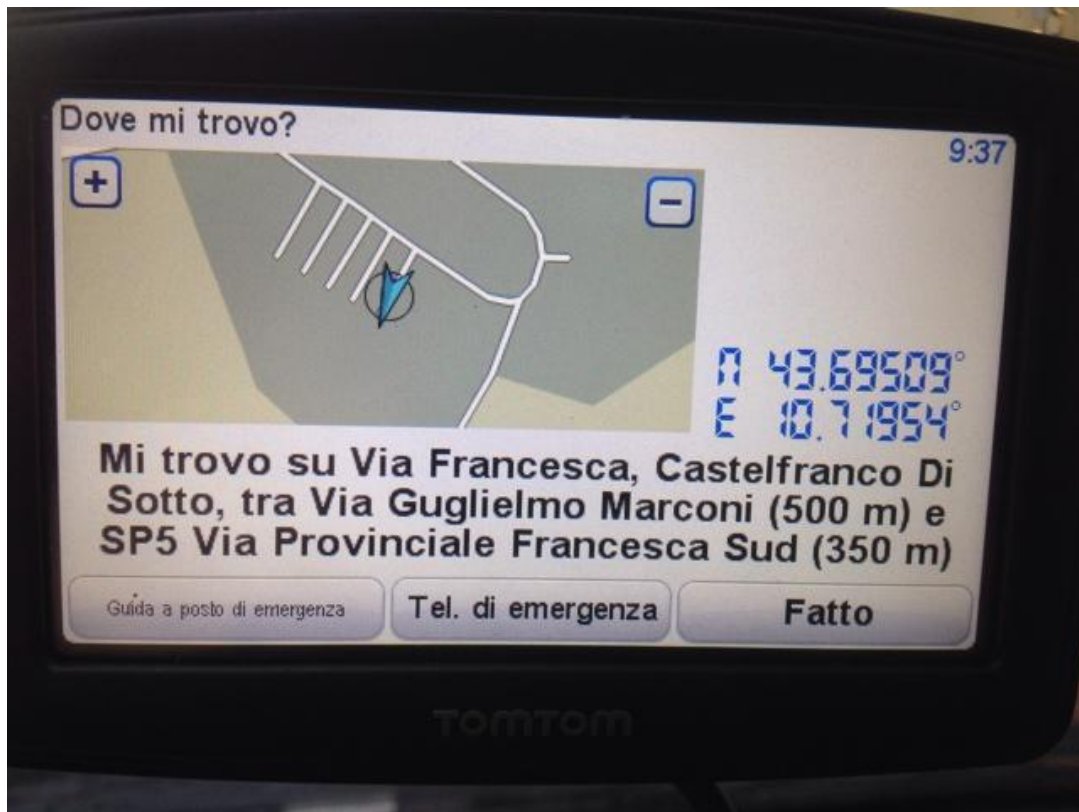 Dove mi trovo?
9:37
+
-
N 43.69509°
E 10.71954°
Mi trovo su Via Francesca, Castelfranco Di
Sotto, tra Via Guglielmo Marconi (500 m) e
SP5 Via Provinciale Francesca Sud (350 m)
Guida a posto di emergenza
Tel. di emergenza
Fatto
TOMTOM